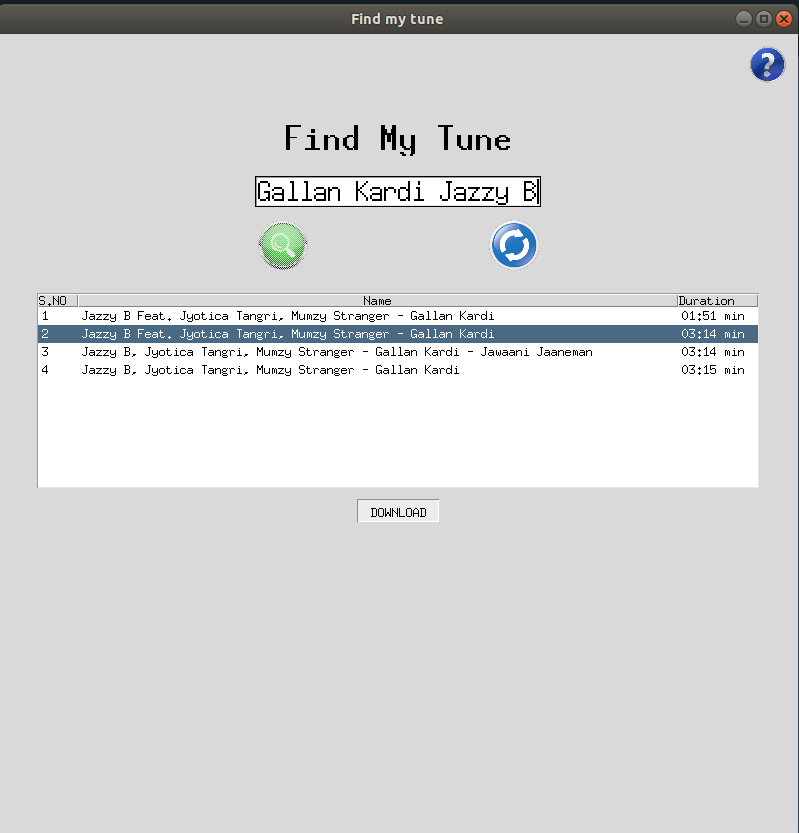 Find my tune
?
Find My Tune
Gallan Kardi Jazzy B
S.NO Name Duration
1 Jazzy B Feat. Jyotica Tangri, Mumzy Stranger - Gallan Kardi 01:51 min
2 Jazzy B Feat. Jyotica Tangri, Mumzy Stranger - Gallan Kardi 03:14 min
3 Jazzy B, Jyotica Tangri, Mumzy Stranger - Gallan Kardi - Jawaani Jaaneman 03:14 min
4 Jazzy B, Jyotica Tangri, Mumzy Stranger - Gallan Kardi 03:15 min
DOWNLOAD